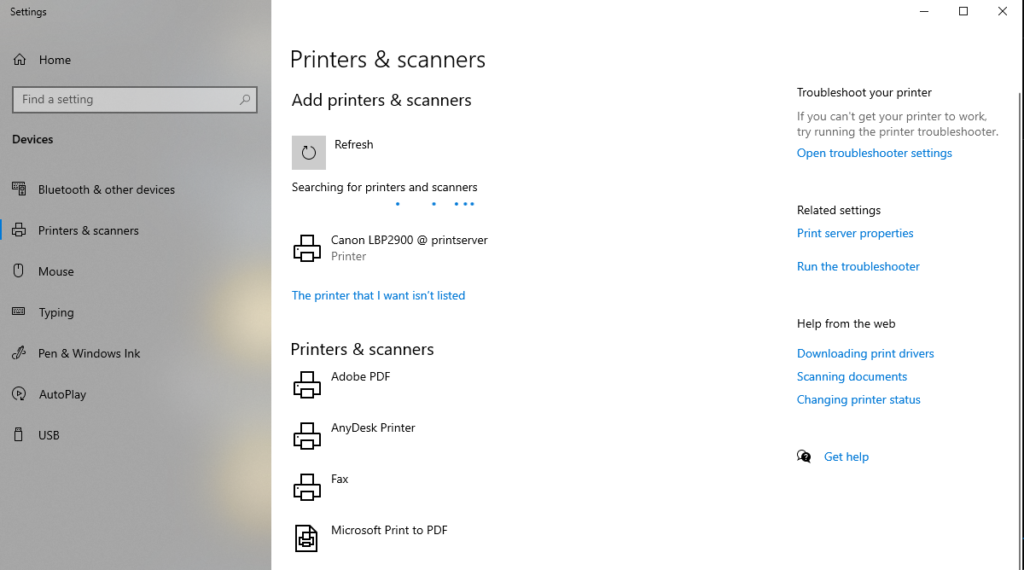 Settings
Home
Find a setting
Devices
Bluetooth & other devices
Printers & scanners
Mouse
Typing
Pen & Windows Ink
AutoPlay
USB
Printers & scanners
Add printers & scanners
Refresh
Searching for printers and scanners
Canon LBP2900 @ printserver
Printer
The printer that I want isn't listed
Printers & scanners
Adobe PDF
AnyDesk Printer
Fax
Microsoft Print to PDF
Troubleshoot your printer
If you can't get your printer to work,
try running the printer troubleshooter.
Open troubleshooter settings
Related settings
Print server properties
Run the troubleshooter
Help from the web
Downloading print drivers
Scanning documents
Changing printer status
Get help